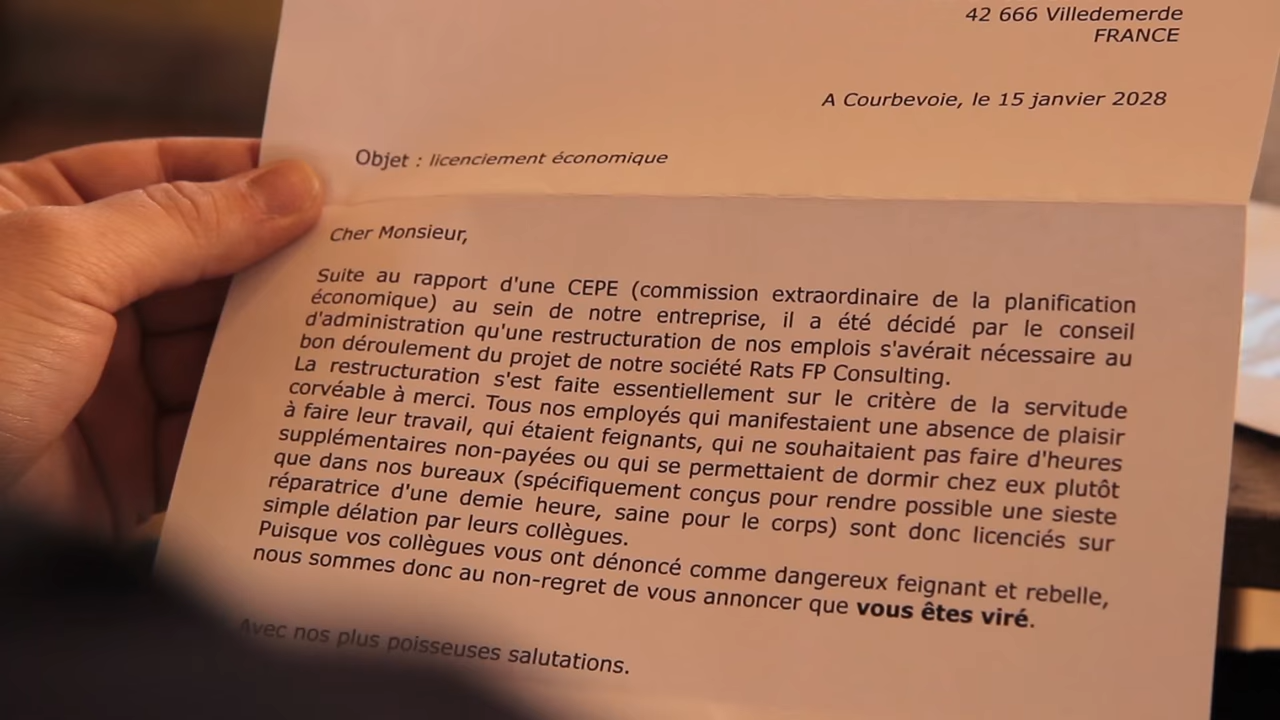 42 666 Villedemerde
FRANCE
A Courbevoie, le 15 janvier 2028
Objet : licenciement économique
Cher Monsieur,
Suite au rapport d'une CEPE (commission extraordinaire de la planification
économique) au sein de notre entreprise, il a été décidé par le conseil
d'administration qu'une restructuration de nos emplois s'avérait nécessaire au
bon déroulement du projet de notre société Rats FP Consulting.
La restructuration s'est faite essentiellement sur le critère de la servitude
corvéable à merci. Tous nos employés qui manifestaient une absence de plaisir
à faire leur travail, qui étaient feignants, qui ne souhaitaient pas faire d'heures
supplémentaires non-payées ou qui se permettaient de dormir chez eux plutôt
que dans nos bureaux (spécifiquement conçus pour rendre possible une sieste
réparatrice d'une demie heure, saine pour le corps) sont donc licenciés sur
simple délation par leurs collègues.
Puisque vos collègues vous ont dénoncé comme dangereux feignant et rebelle,
nous sommes donc au non-regret de vous annoncer que vous êtes viré.
Avec nos plus poisseuses salutations.